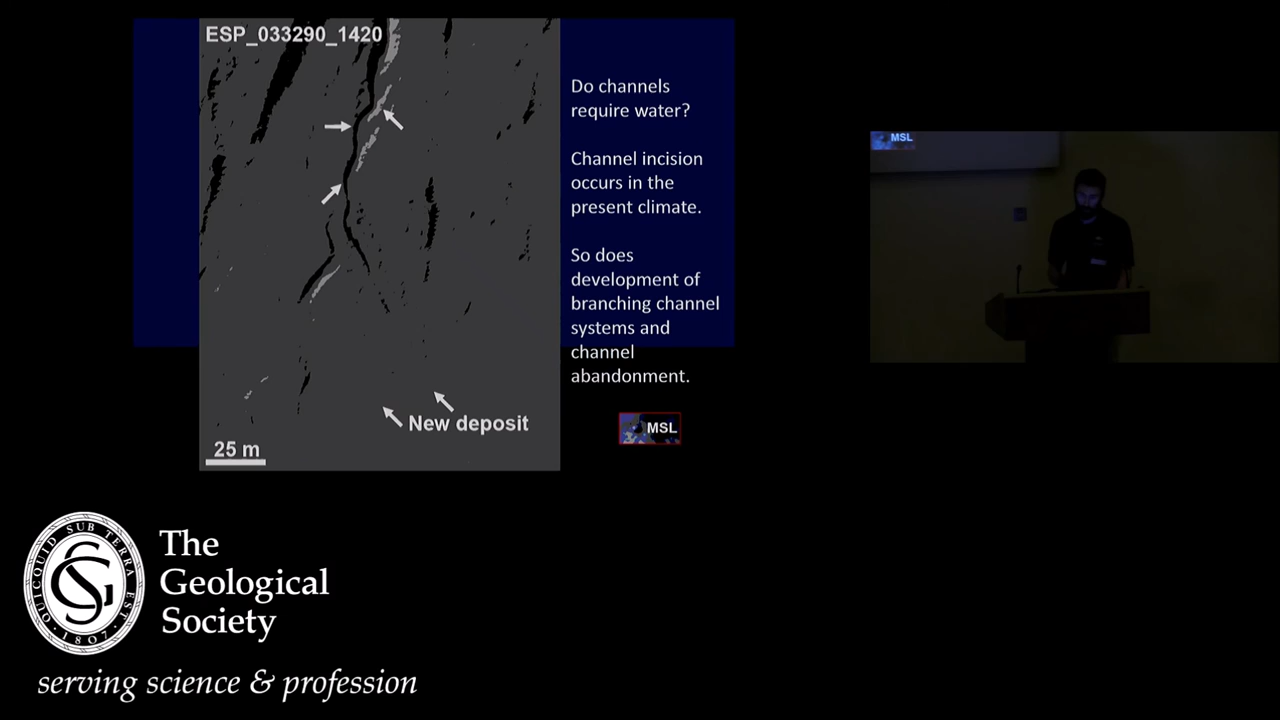 ESP_033290_1420
Do channels
require water?
Channel incision
occurs in the
present climate.
So does
development of
branching channel
systems and
channel
abandonment.
New deposit
25 m
MSL
MSL
QUICQUID SUB TERRA EST
1807
The
Geological
Society
serving science & profession